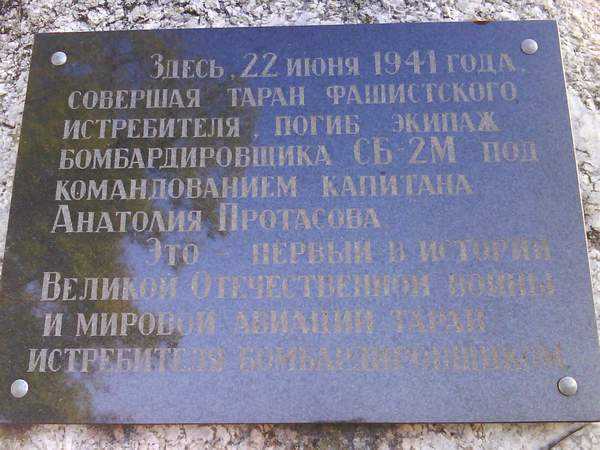 Здесь, 22 июня 1941 года,
совершая таран фашистского
истребителя, погиб экипаж
бомбардировщика СБ-2М под
командованием капитана
Анатолия Протасова
Это - первый в истории
Великой Отечественной войны
и мировой авиации таран
истребителя бомбардировщиком